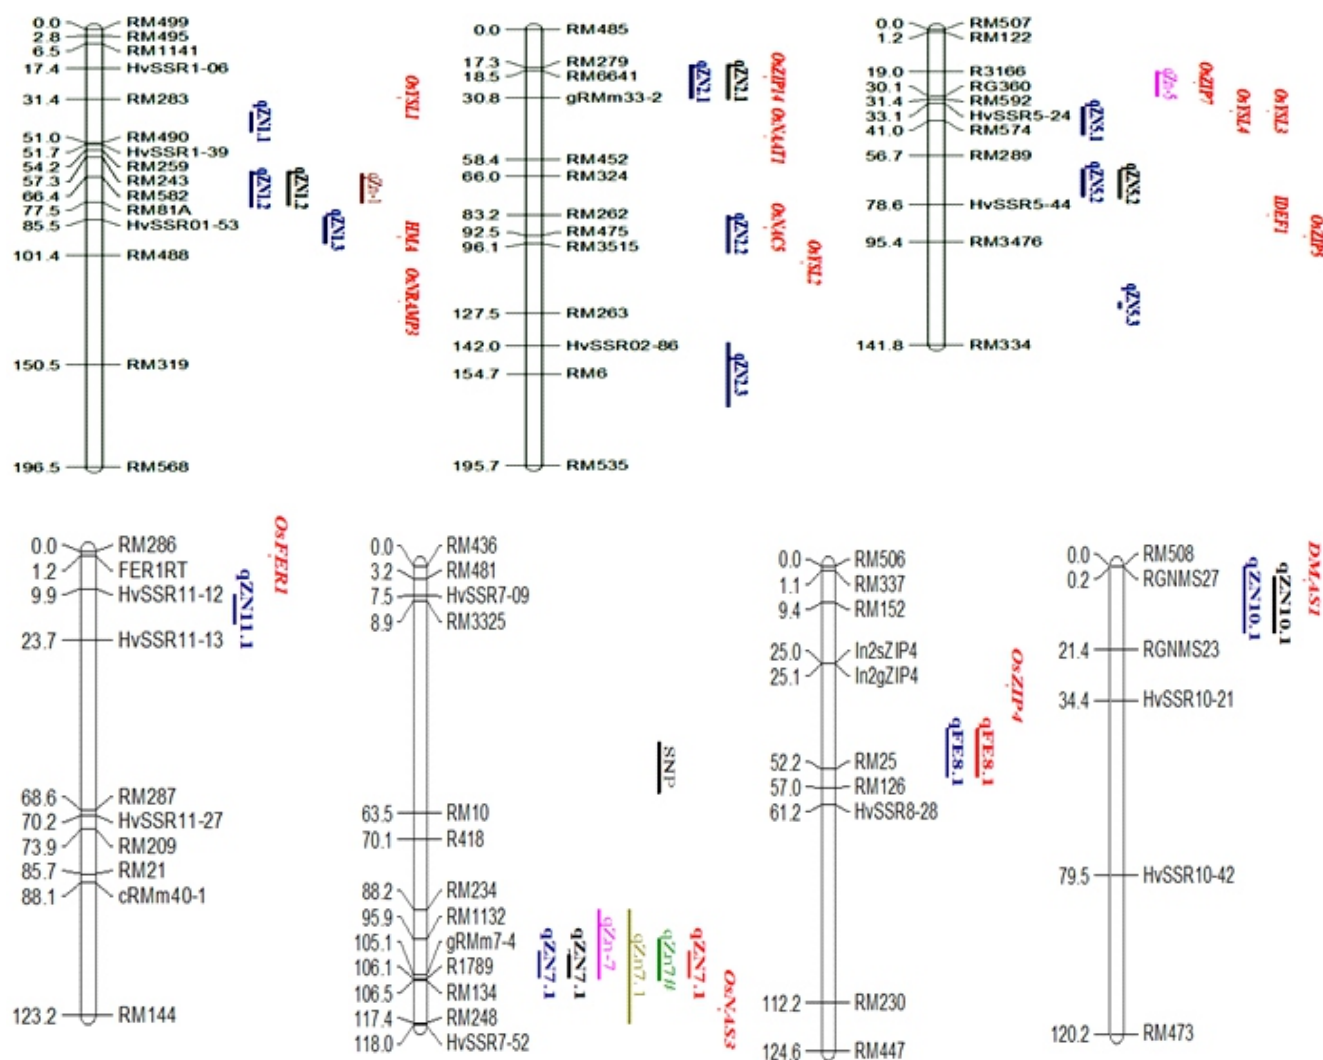 0.0 RM499
2.8 RM495
6.5 RM1141
17.4 HvSSR1-06
31.4 RM283
51.0 RM490
51.7 HvSSR1-39
54.2 RM259
57.3 RM243
66.4 RM582
77.5 RM81A
85.5 HvSSR01-53
101.4 RM488
150.5 RM319
196.5 RM568
qZN1.1
qZN1.2
qZN1.2
qZN1.3
qZn-1
OsYSL1
HMA
OsNRAMP3
0.0 RM485
17.3 RM279
18.5 RM6641
30.8 gRMm33-2
58.4 RM452
66.0 RM324
83.2 RM262
92.5 RM475
96.1 RM3515
127.5 RM263
142.0 HvSSR02-86
154.7 RM6
195.7 RM535
qZN2.1
qZN2.1
qZN2.2
qZN2.3
OsZIP14
OsNAAT1
OsNAC5
OsYSL2
0.0 RM507
1.2 RM122
19.0 R3166
30.1 RG360
31.4 RM592
33.1 HvSSR5-24
41.0 RM574
56.7 RM289
78.6 HvSSR5-44
95.4 RM3476
141.8 RM334
qZN5.1
qZN5.2
qZN5.2
qZN5.3
qZn-5
OsZIP7
OsYSL4
OsYSL3
IDEF1
OsZIP5
0.0 RM286
1.2 FER1RT
9.9 HvSSR11-12
23.7 HvSSR11-13
68.6 RM287
70.2 HvSSR11-27
73.9 RM209
85.7 RM21
88.1 cRMm40-1
123.2 RM144
qZN11.1
OsFER1
0.0 RM436
3.2 RM481
7.5 HvSSR7-09
8.9 RM3325
63.5 RM10
70.1 R418
88.2 RM234
95.9 RM1132
105.1 gRMm7-4
106.1 R1789
106.5 RM134
117.4 RM248
118.0 HvSSR7-52
SNP
qZN7.1
qZN7.1
qZn-7
qZn7.1
qZN7.1
OsNAS3
0.0 RM506
1.1 RM337
9.4 RM152
25.0 In2sZIP4
25.1 In2gZIP4
52.2 RM25
57.0 RM126
61.2 HvSSR8-28
112.2 RM230
124.6 RM447
qFE8.1
qFE8.1
OsZIP4
0.0 RM508
0.2 RGNMS27
21.4 RGNMS23
34.4 HvSSR10-21
79.5 HvSSR10-42
120.2 RM473
qZN10.1
qZN10.1
DMAS1